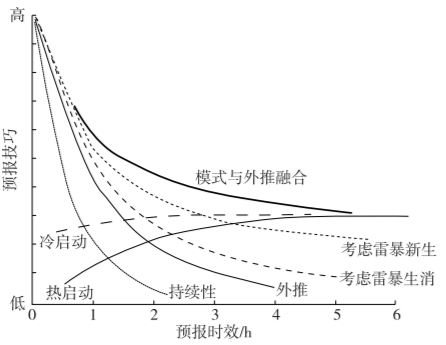 高
预报技巧
模式与外推融合
冷启动
考虑雷暴新生
考虑雷暴生消
热启动
持续性
外推
低
0 1 2 3 4 5 6
预报时效/h